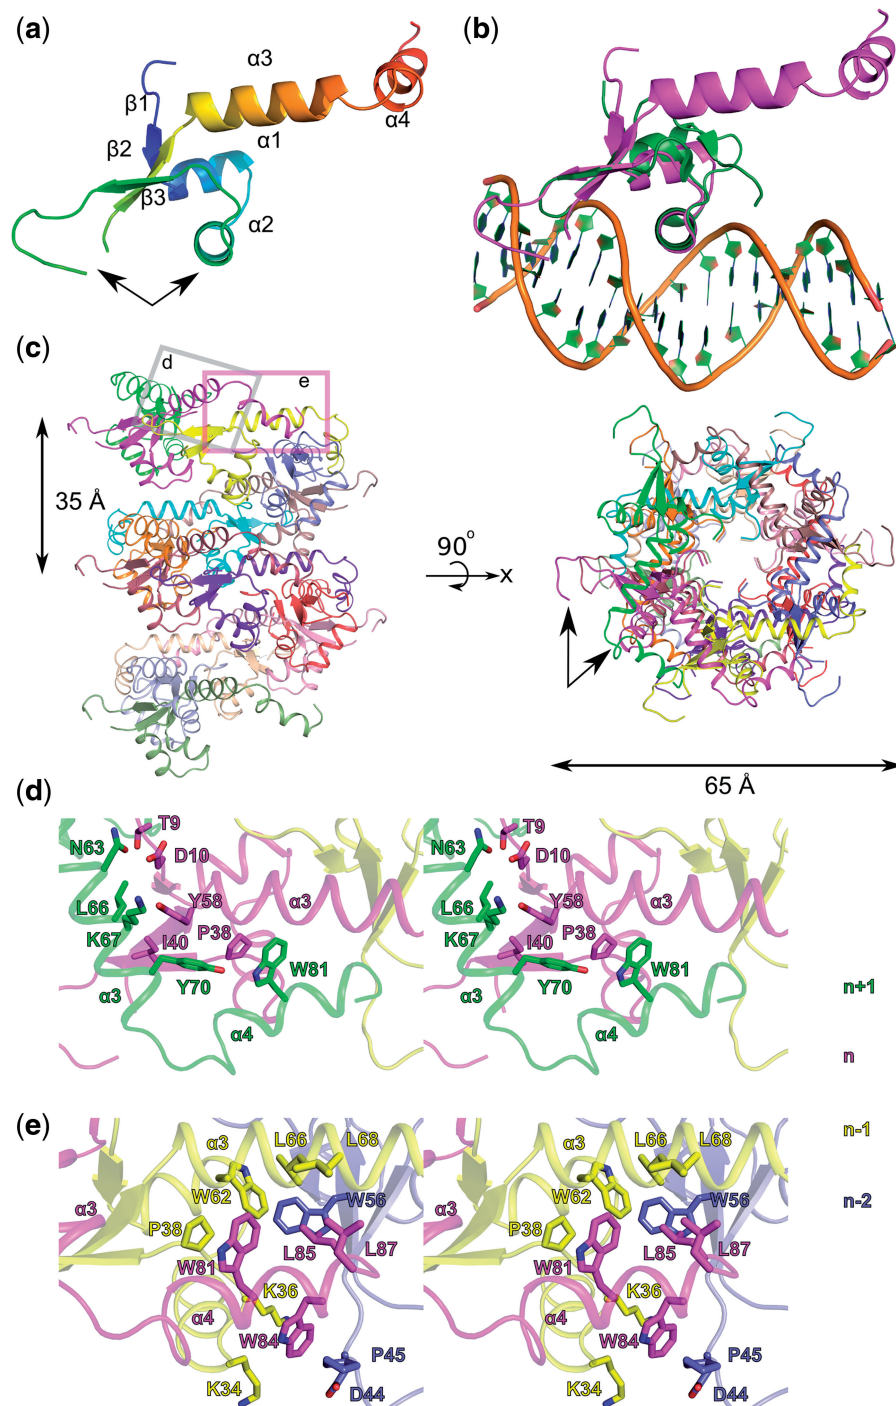 (a)
α3
β1
α1
α4
β2
β3
α2
(b)
(c)
d
e
35 Å
90°
x
65 Å
(d)
T9
N63
D10
L66
Y58
α3
K67
P38
I40
W81
α3
Y70
α4
T9
N63
D10
L66
Y58
α3
K67
P38
I40
W81
α3
Y70
α4
n+1
n
(e)
α3
L66
L68
W62
W56
α3
P38
L85
L87
W81
K36
α4
W84
P45
K34
D44
α3
L66
L68
W62
W56
α3
P38
L85
L87
W81
K36
α4
W84
P45
K34
D44
n-1
n-2